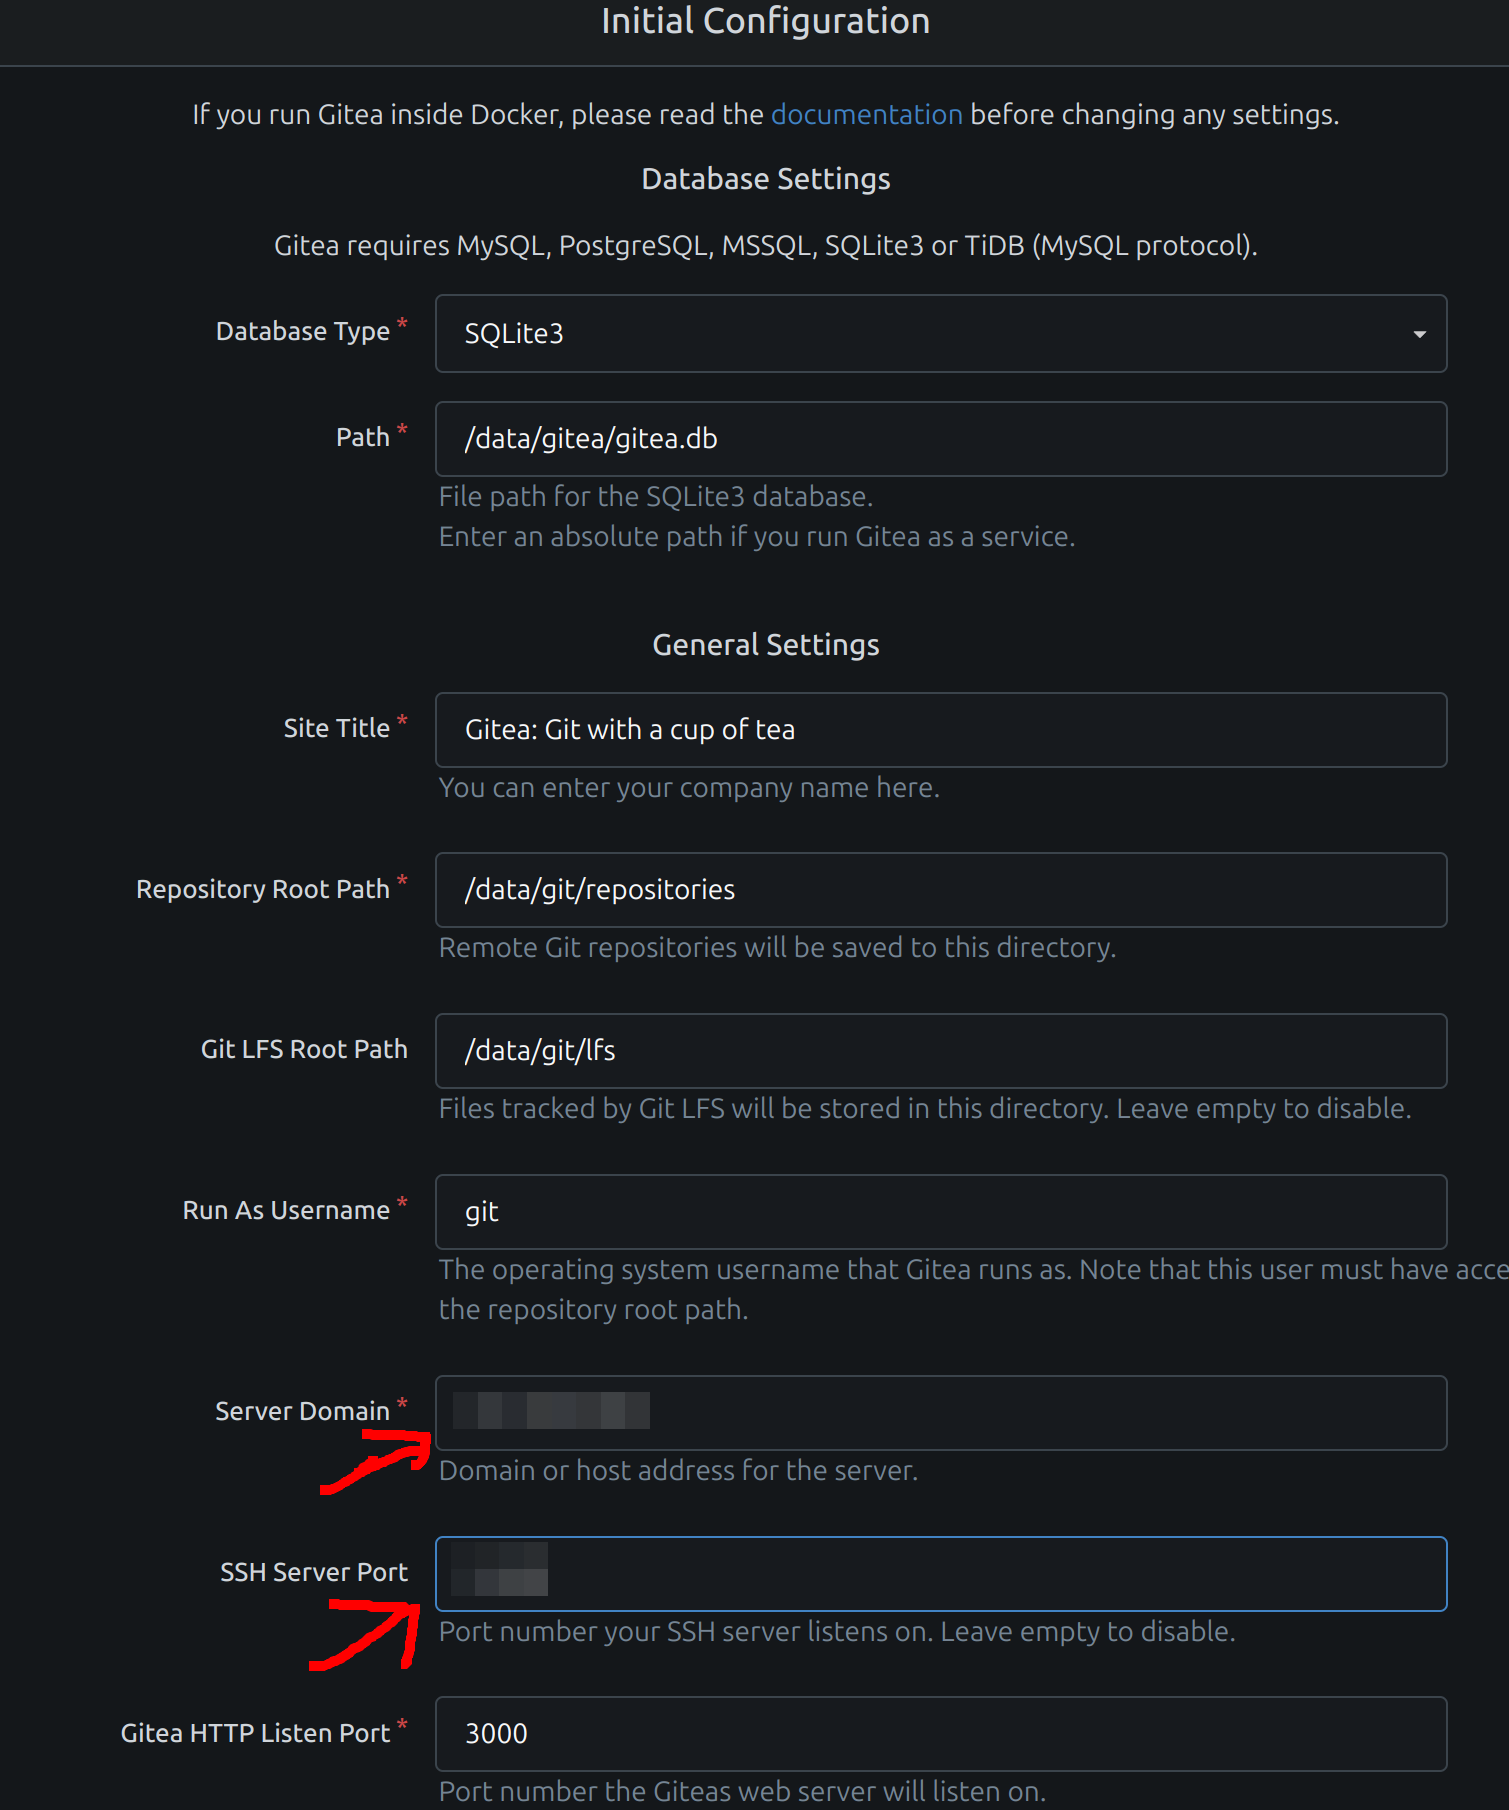 Initial Configuration
If you run Gitea inside Docker, please read the documentation before changing any settings.
Database Settings
Gitea requires MySQL, PostgreSQL, MSSQL, SQLite3 or TiDB (MySQL protocol).
Database Type *
SQLite3
Path *
/data/gitea/gitea.db
File path for the SQLite3 database.
Enter an absolute path if you run Gitea as a service.
General Settings
Site Title *
Gitea: Git with a cup of tea
You can enter your company name here.
Repository Root Path *
/data/git/repositories
Remote Git repositories will be saved to this directory.
Git LFS Root Path
/data/git/lfs
Files tracked by Git LFS will be stored in this directory. Leave empty to disable.
Run As Username *
git
The operating system username that Gitea runs as. Note that this user must have
the repository root path.
Server Domain *
Domain or host address for the server.
SSH Server Port
Port number your SSH server listens on. Leave empty to disable.
Gitea HTTP Listen Port *
3000
Port number the Giteas web server will listen on.